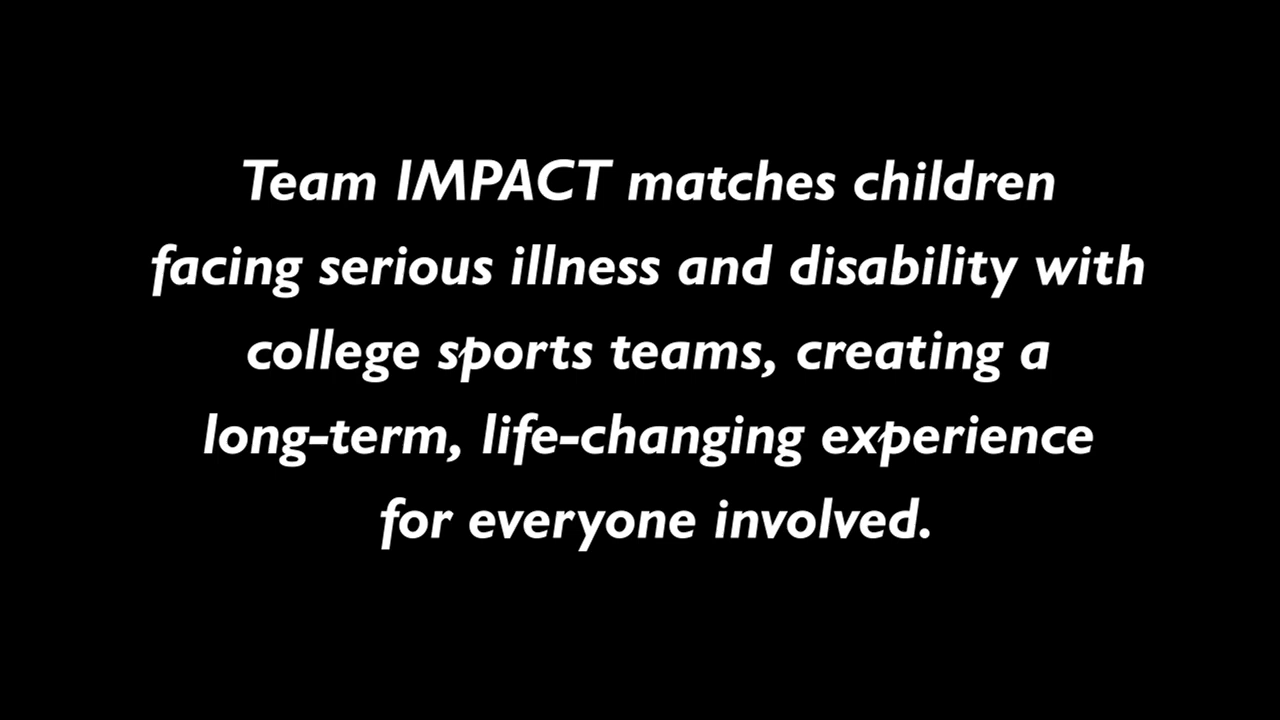 Team IMPACT matches children
facing serious illness and disability with
college sports teams, creating a
long-term, life-changing experience
for everyone involved.